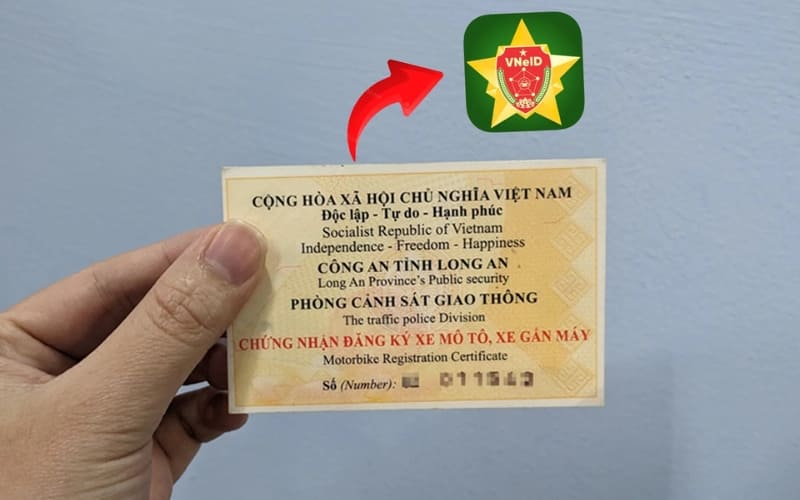 VNeID
CỘNG HÒA XÃ HỘI CHỦ NGHĨA VIỆT NAM
Độc lập - Tự do - Hạnh phúc
Socialist Republic of Vietnam
Independence - Freedom - Happiness
CÔNG AN TỈNH LONG AN
Long An Province's Public security
PHÒNG CẢNH SÁT GIAO THÔNG
The traffic police Division
CHỨNG NHẬN ĐĂNG KÝ XE MÔ TÔ, XE GẮN MÁY
Motorbike Registration Certificate
Số (Number):